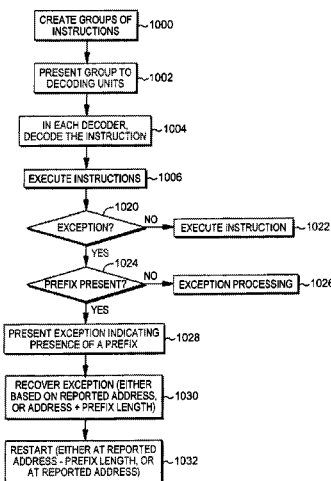 CREATE GROUPS OF
INSTRUCTIONS
1000
PRESENT GROUP TO
DECODING UNITS
1002
IN EACH DECODER,
DECODE THE INSTRUCTION
1004
EXECUTE INSTRUCTIONS
1006
1020
EXCEPTION?
NO
EXECUTE INSTRUCTION
1022
YES
1024
PREFIX PRESENT?
NO
EXCEPTION PROCESSING
1026
YES
PRESENT EXCEPTION INDICATING
PRESENCE OF A PREFIX
1028
RECOVER EXCEPTION (EITHER
BASED ON REPORTED ADDRESS,
OR ADDRESS + PREFIX LENGTH)
1030
RESTART (EITHER AT REPORTED
ADDRESS - PREFIX LENGTH, OR
AT REPORTED ADDRESS)
1032